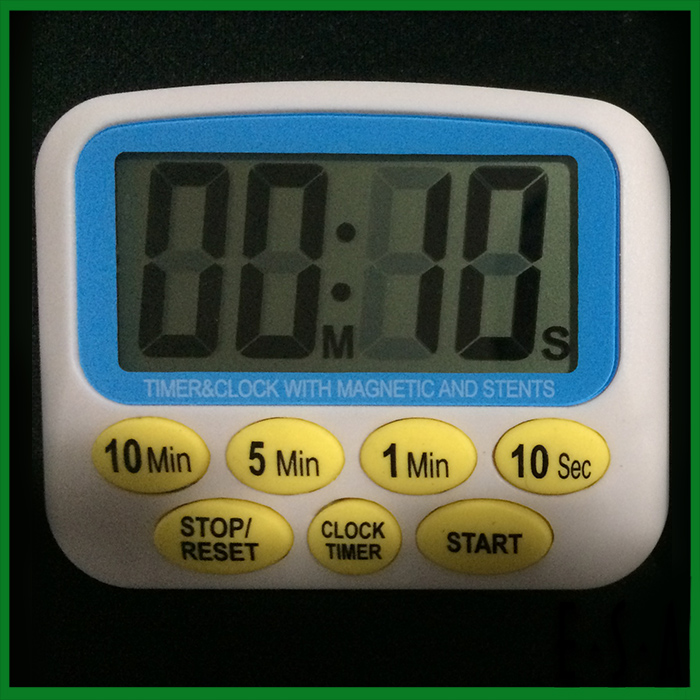 00:10
M S
TIMER&CLOCK WITH MAGNETIC AND STENTS
10 Min 5 Min 1 Min 10 Sec
STOP/
RESET
CLOCK
TIMER
START
E·S·A